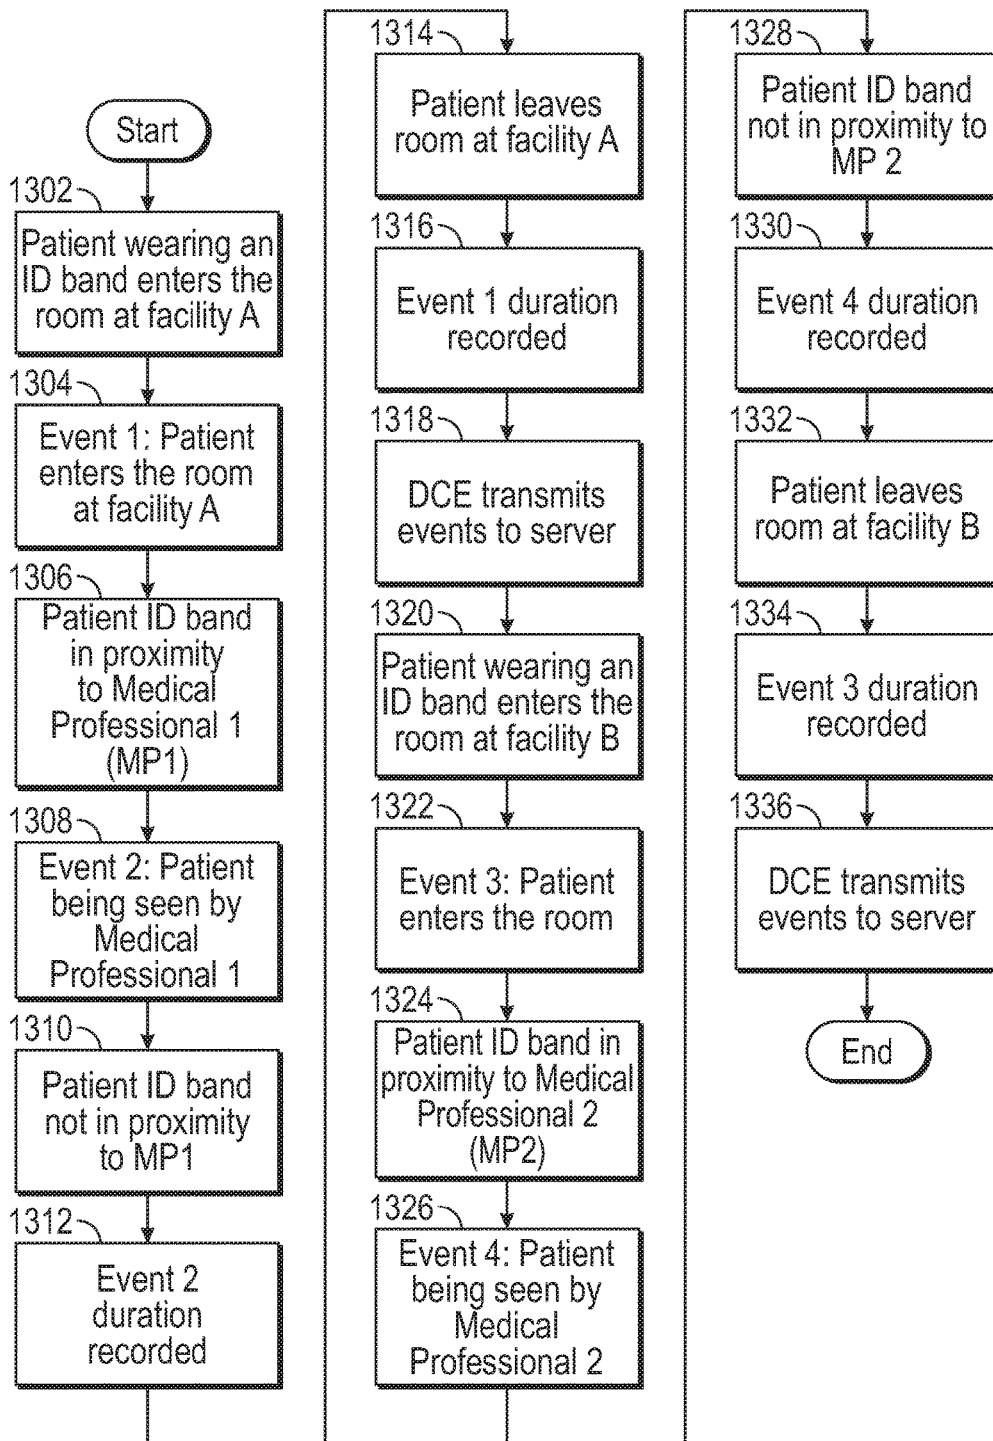 Start
1302
Patient wearing an
ID band enters the
room at facility A
1304
Event 1: Patient
enters the room
at facility A
1306
Patient ID band
in proximity
to Medical
Professional 1
(MP1)
1308
Event 2: Patient
being seen by
Medical
Professional 1
1310
Patient ID band
not in proximity
to MP1
1312
Event 2
duration
recorded
1314
Patient leaves
room at facility A
1316
Event 1 duration
recorded
1318
DCE transmits
events to server
1320
Patient wearing an
ID band enters the
room at facility B
1322
Event 3: Patient
enters the room
1324
Patient ID band in
proximity to Medical
Professional 2
(MP2)
1326
Event 4: Patient
being seen by
Medical
Professional 2
1328
Patient ID band
not in proximity to
MP 2
1330
Event 4 duration
recorded
1332
Patient leaves
room at facility B
1334
Event 3 duration
recorded
1336
DCE transmits
events to server
End